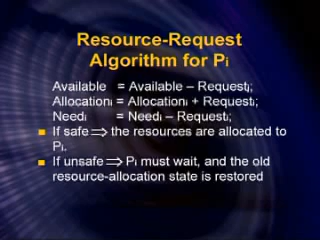 Resource-Request
Algorithm for Pi
Available = Available – Requesti;
Allocationi = Allocationi + Requesti;
Needi = Needi – Requesti;
If safe ⇒ the resources are allocated to
Pi.
If unsafe ⇒ Pi must wait, and the old
resource-allocation state is restored